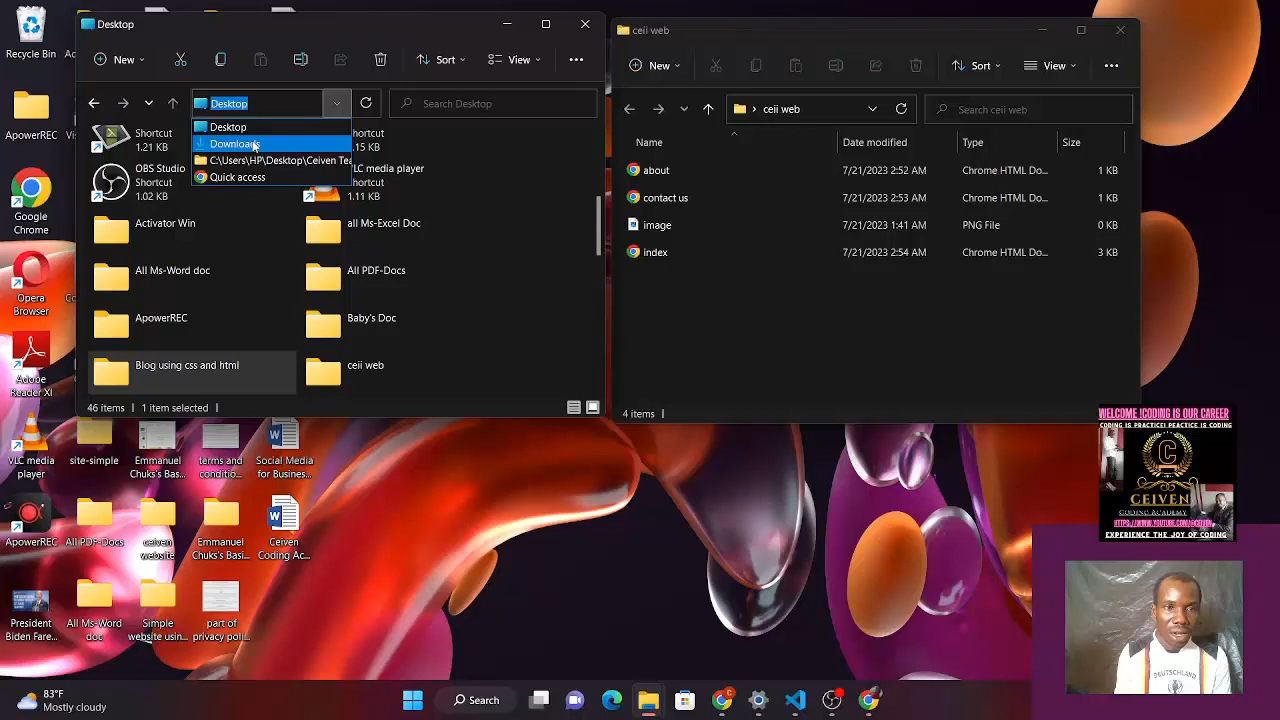 Desktop
New
Sort
View
Desktop
Search Desktop
Desktop
Downloads
C:\Users\HP\Desktop\Ceiven Tea
Quick access
Shortcut
1.21 KB
hortcut
.15 KB
OBS Studio
Shortcut
1.02 KB
VLC media player
hortcut
1.11 KB
Activator Win
all Ms-Excel Doc
All Ms-Word doc
All PDF-Docs
ApowerREC
Baby's Doc
Blog using css and html
ceii web
46 items
1 item selected
ceii web
New
Sort
View
ceii web
Search ceii web
Name
Date modified
Type
Size
about
7/21/2023 2:52 AM
Chrome HTML Do...
1 KB
contact us
7/21/2023 2:53 AM
Chrome HTML Do...
1 KB
image
7/21/2023 1:41 AM
PNG File
0 KB
index
7/21/2023 2:54 AM
Chrome HTML Do...
3 KB
4 items
Recycle Bin
ApowerREC
Google
Chrome
Opera
Browser
Adobe
Reader XI
VLC media
player
site-simple
Emmanuel
Chuks's Bas...
terms and
conditio...
Social Media
for Busines...
ApowerREC
All PDF-Docs
ceiven
website
Emmanuel
Chuks's Basi...
Ceiven
Coding Ac...
President
Biden Fare...
All Ms-Word
doc
Simple
website usin...
part of
privacy poli...
WELCOME !CODING IS OUR CAREER
CODING IS PRACTICE! PEACTICE IS CODING
C
CEIVEN
CODING ACADEMY
HTTPS://WWW.YOUTUBE.COM/@CEIVEN
EXPERIENCE THE JOY OF CODING
DEUTSCHLAND
83°F
Mostly cloudy
Search